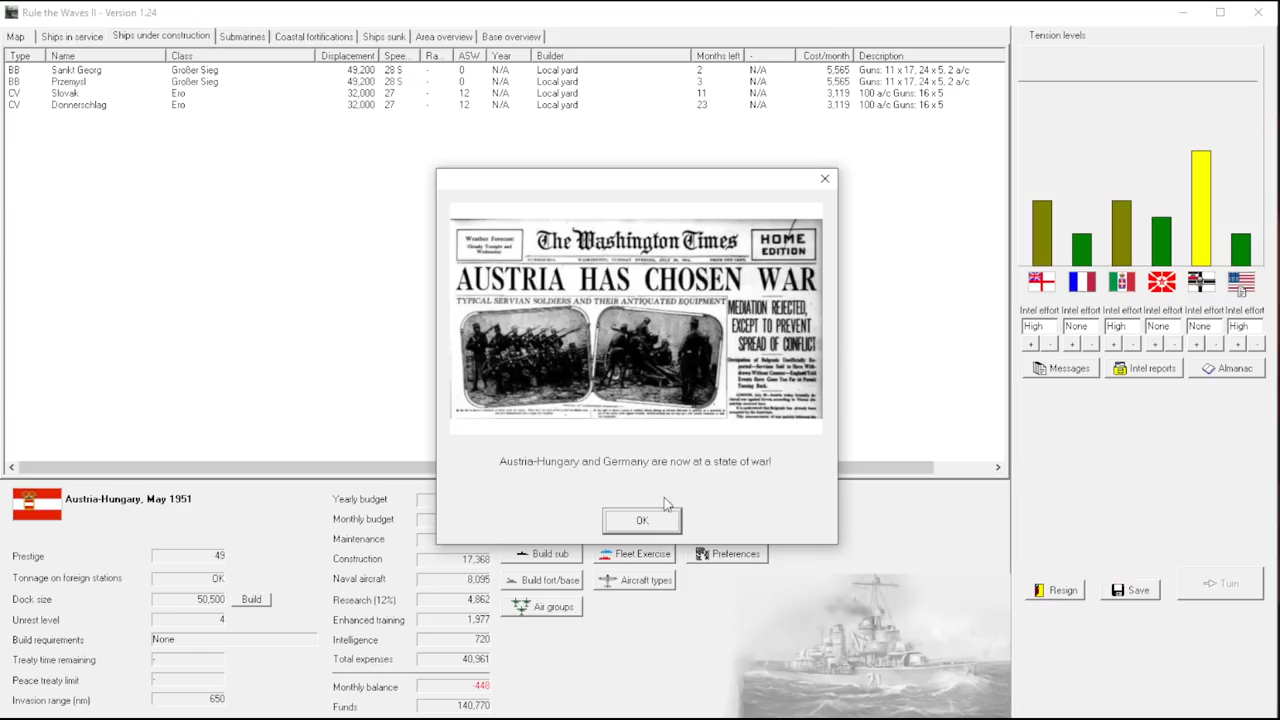 Rule the Waves II - Version 1.24
Map Ships in service Ships under construction Submarines Coastal fortifications Ships sunk Area overview Base overview
Type Name Class Displacement Spee... Ra... ASW Year Builder Months left - Cost/month Description
BB Sankt Georg Großer Sieg 49,200 28 S - 0 N/A Local yard 2 N/A 5,565 Guns: 11 x 17, 24 x 5, 2 a/c
BB Przemysl Großer Sieg 49,200 28 S - 0 N/A Local yard 3 N/A 5,565 Guns: 11 x 17, 24 x 5, 2 a/c
CV Slovak Ero 32,000 27 - 12 N/A Local yard 11 N/A 3,119 100 a/c Guns: 16 x 5
CV Donnerschlag Ero 32,000 27 - 12 N/A Local yard 23 N/A 3,119 100 a/c Guns: 16 x 5
Tension levels
Weather Forecast:
The Washington Times
HOME
EDITION
AUSTRIA HAS CHOSEN WAR
TYPICAL SERVIAN SOLDIERS AND THEIR ANTIQUATED EQUIPMENT
MEDIATION REJECTED,
EXCEPT TO PREVENT
SPREAD OF CONFLICT
Austria-Hungary and Germany are now at a state of war!
OK
Intel effort Intel effort Intel effort Intel effort Intel effort Intel effort
High None High None None High
+ - + - + - + - + - + -
Messages Intel reports Almanac
Austria-Hungary, May 1951
Prestige 49
Tonnage on foreign stations OK
Dock size 50,500 Build
Unrest level 4
Build requirements None
Treaty time remaining -
Peace treaty limit -
Invasion range (nm) 650
Yearly budget
Monthly budget
Maintenance
Construction 17,368
Naval aircraft 8,095
Research (12%) 4,862
Enhanced training 1,977
Intelligence 720
Total expenses 40,961
Monthly balance -448
Funds 140,770
Build sub Fleet Exercise Preferences
Build fort/base Aircraft types
Air groups
Resign Save Turn